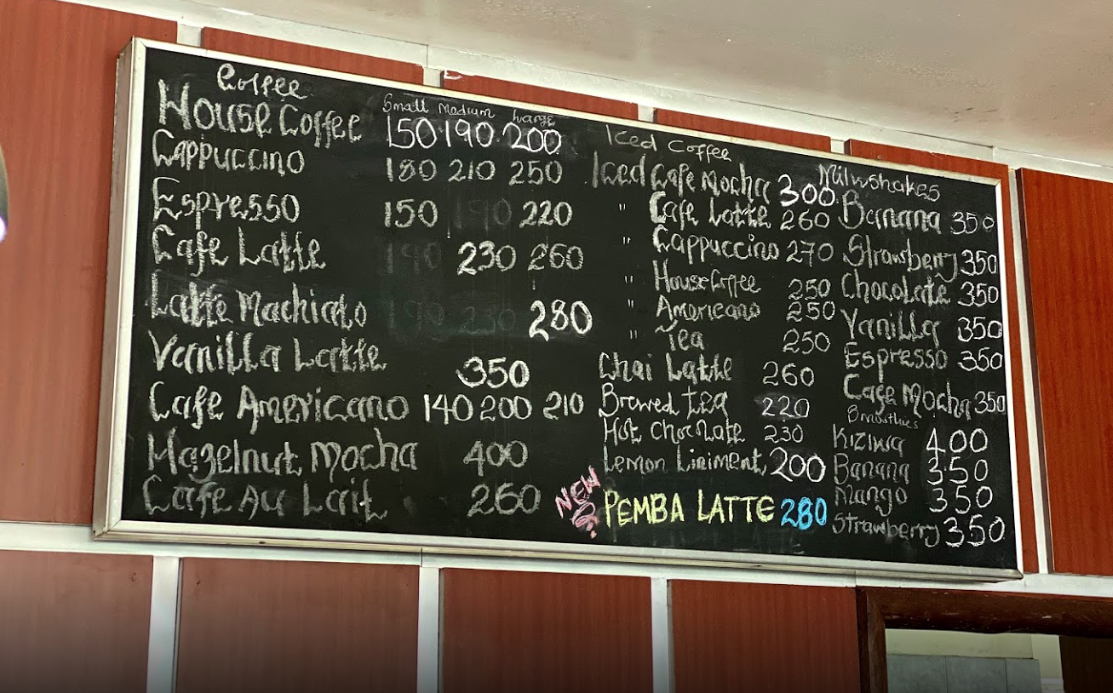 Coffee
Small Medium Large
House Coffee 150 190 200
Cappuccino 180 210 250
Espresso 150 190 220
Cafe Latte 190 230 260
Latte Machiato 190 230 280
Vanilla Latte 350
Cafe Americano 140 200 210
Hazelnut Mocha 400
Cafe Au Lait 260
Iced Coffee
Iced Cafe Mocha 300
" Cafe Latte 260
" Cappuccino 270
" House Coffee 250
" Americano 250
" Tea 250
Chai Latte 260
Brewed tea 220
Hot Chocolate 230
Lemon Liniment 200
NEW PEMBA LATTE 280
Milwshakes
Banana 350
Strawberry 350
Chocolate 350
Vanilla 350
Espresso 350
Cafe Mocha 350
Smoothies
Kiziwa 400
Banana 350
Mango 350
Strawberry 350